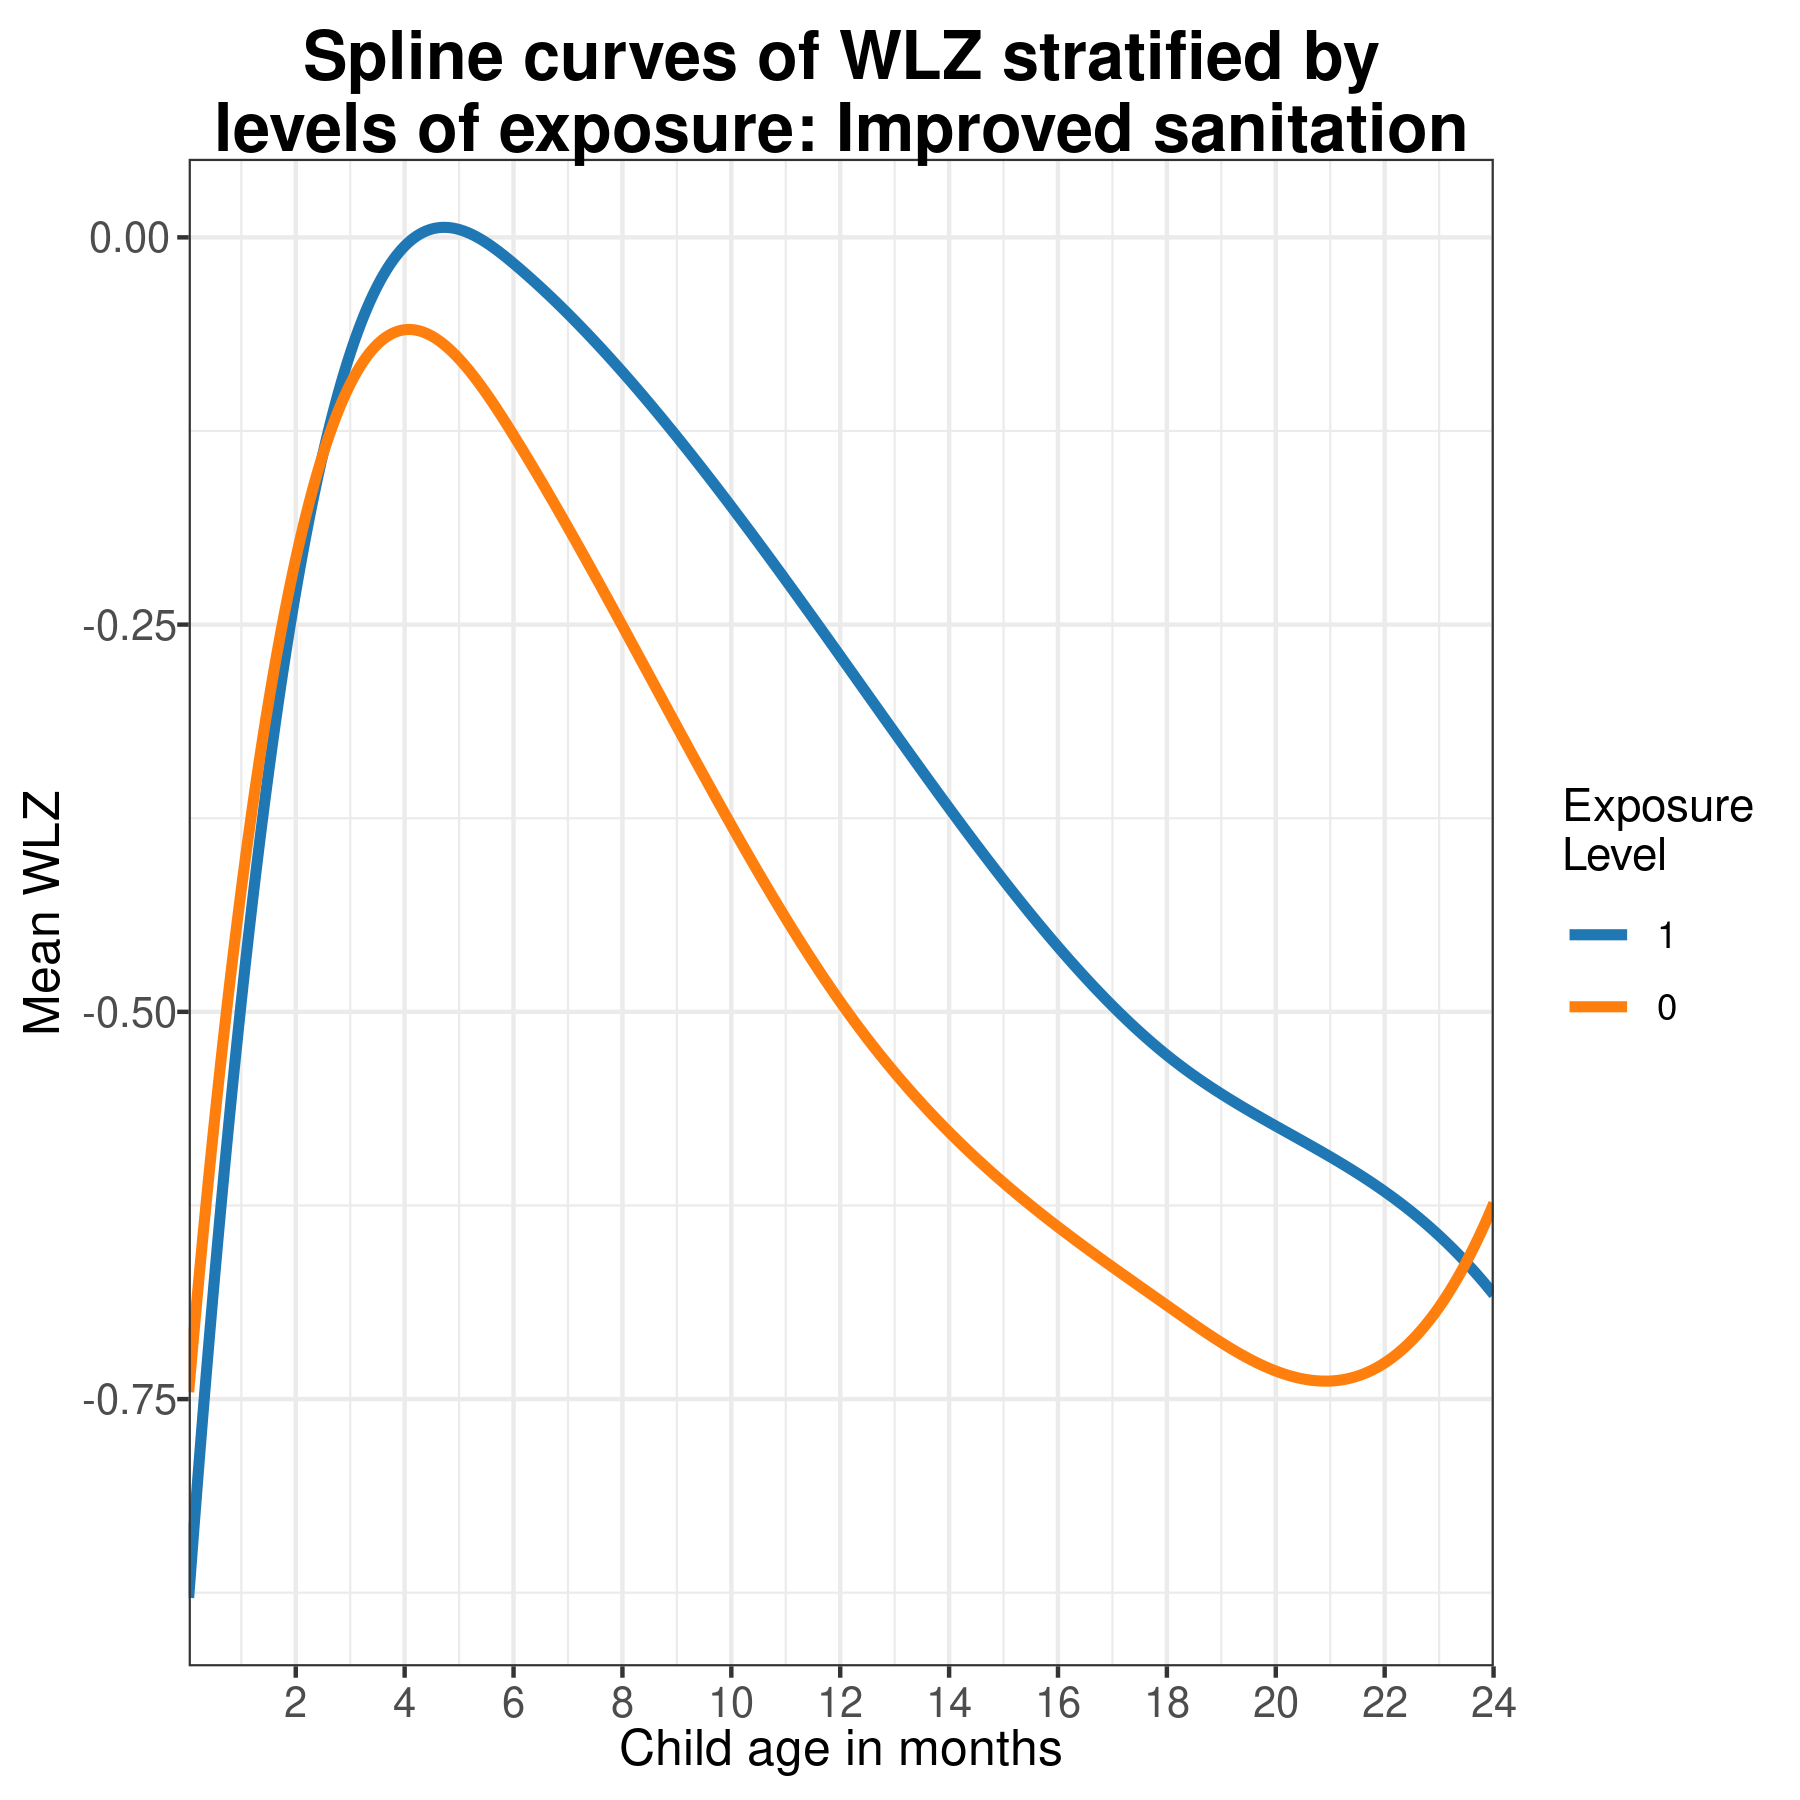 Spline curves of WLZ stratified by
levels of exposure: Improved sanitation
0.00
-0.25
-0.50
-0.75
Mean WLZ
2 4 6 8 10 12 14 16 18 20 22 24
Child age in months
Exposure
Level
1
0